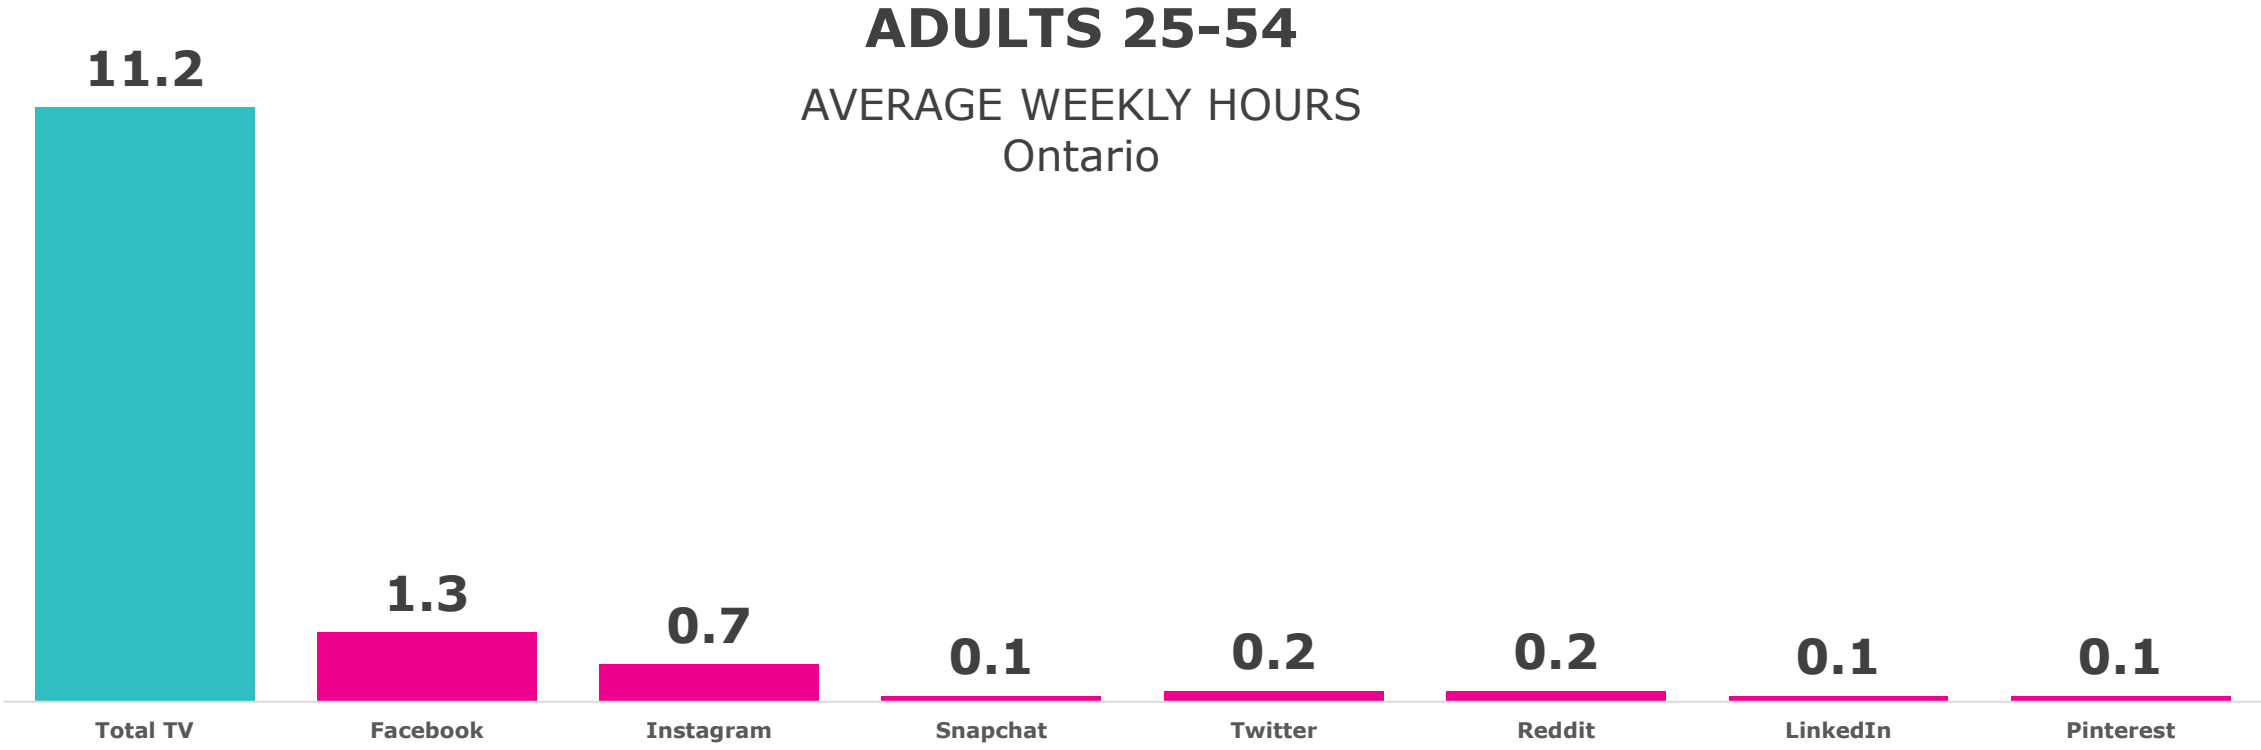 ADULTS 25-54
AVERAGE WEEKLY HOURS
Ontario
11.2
1.3
0.7
0.1
0.2
0.2
0.1
0.1
Total TV
Facebook
Instagram
Snapchat
Twitter
Reddit
LinkedIn
Pinterest